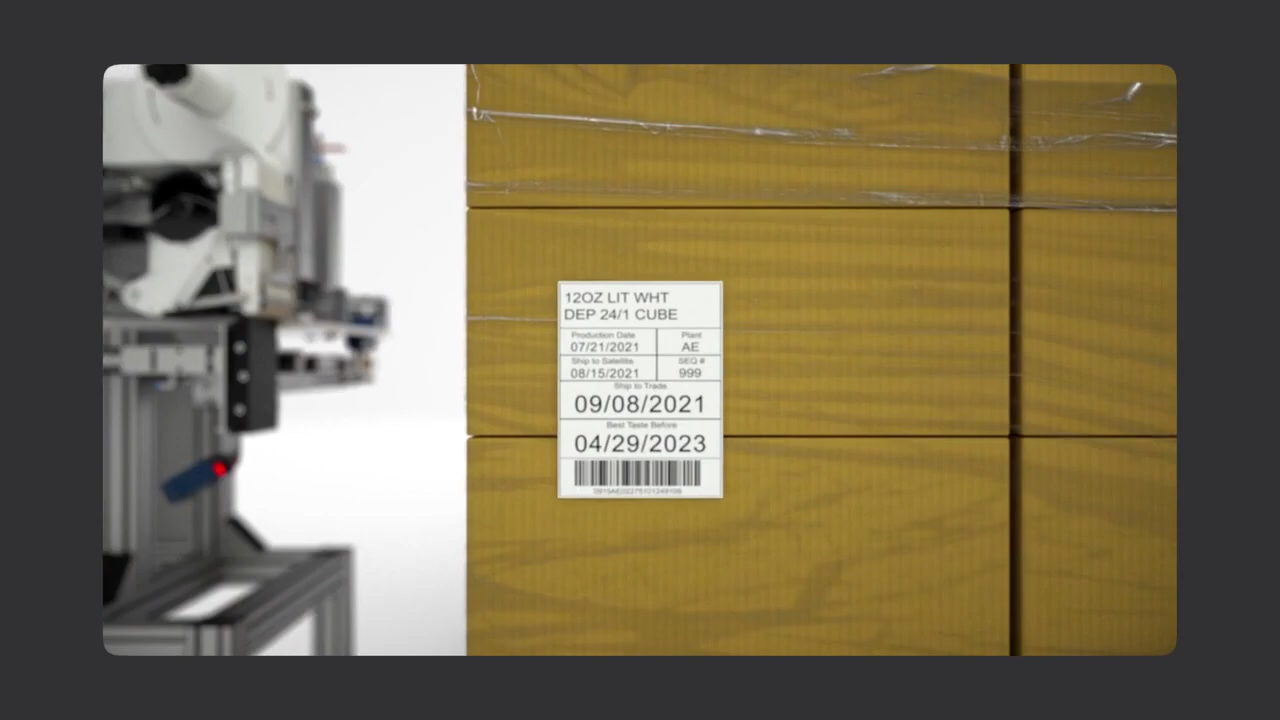 12OZ LIT WHT
DEP 24/1 CUBE
Production Date
Plant
07/21/2021
AE
Ship to Satellite
SEQ #
08/15/2021
999
Ship to Trade
09/08/2021
Best Taste Before
04/29/2023